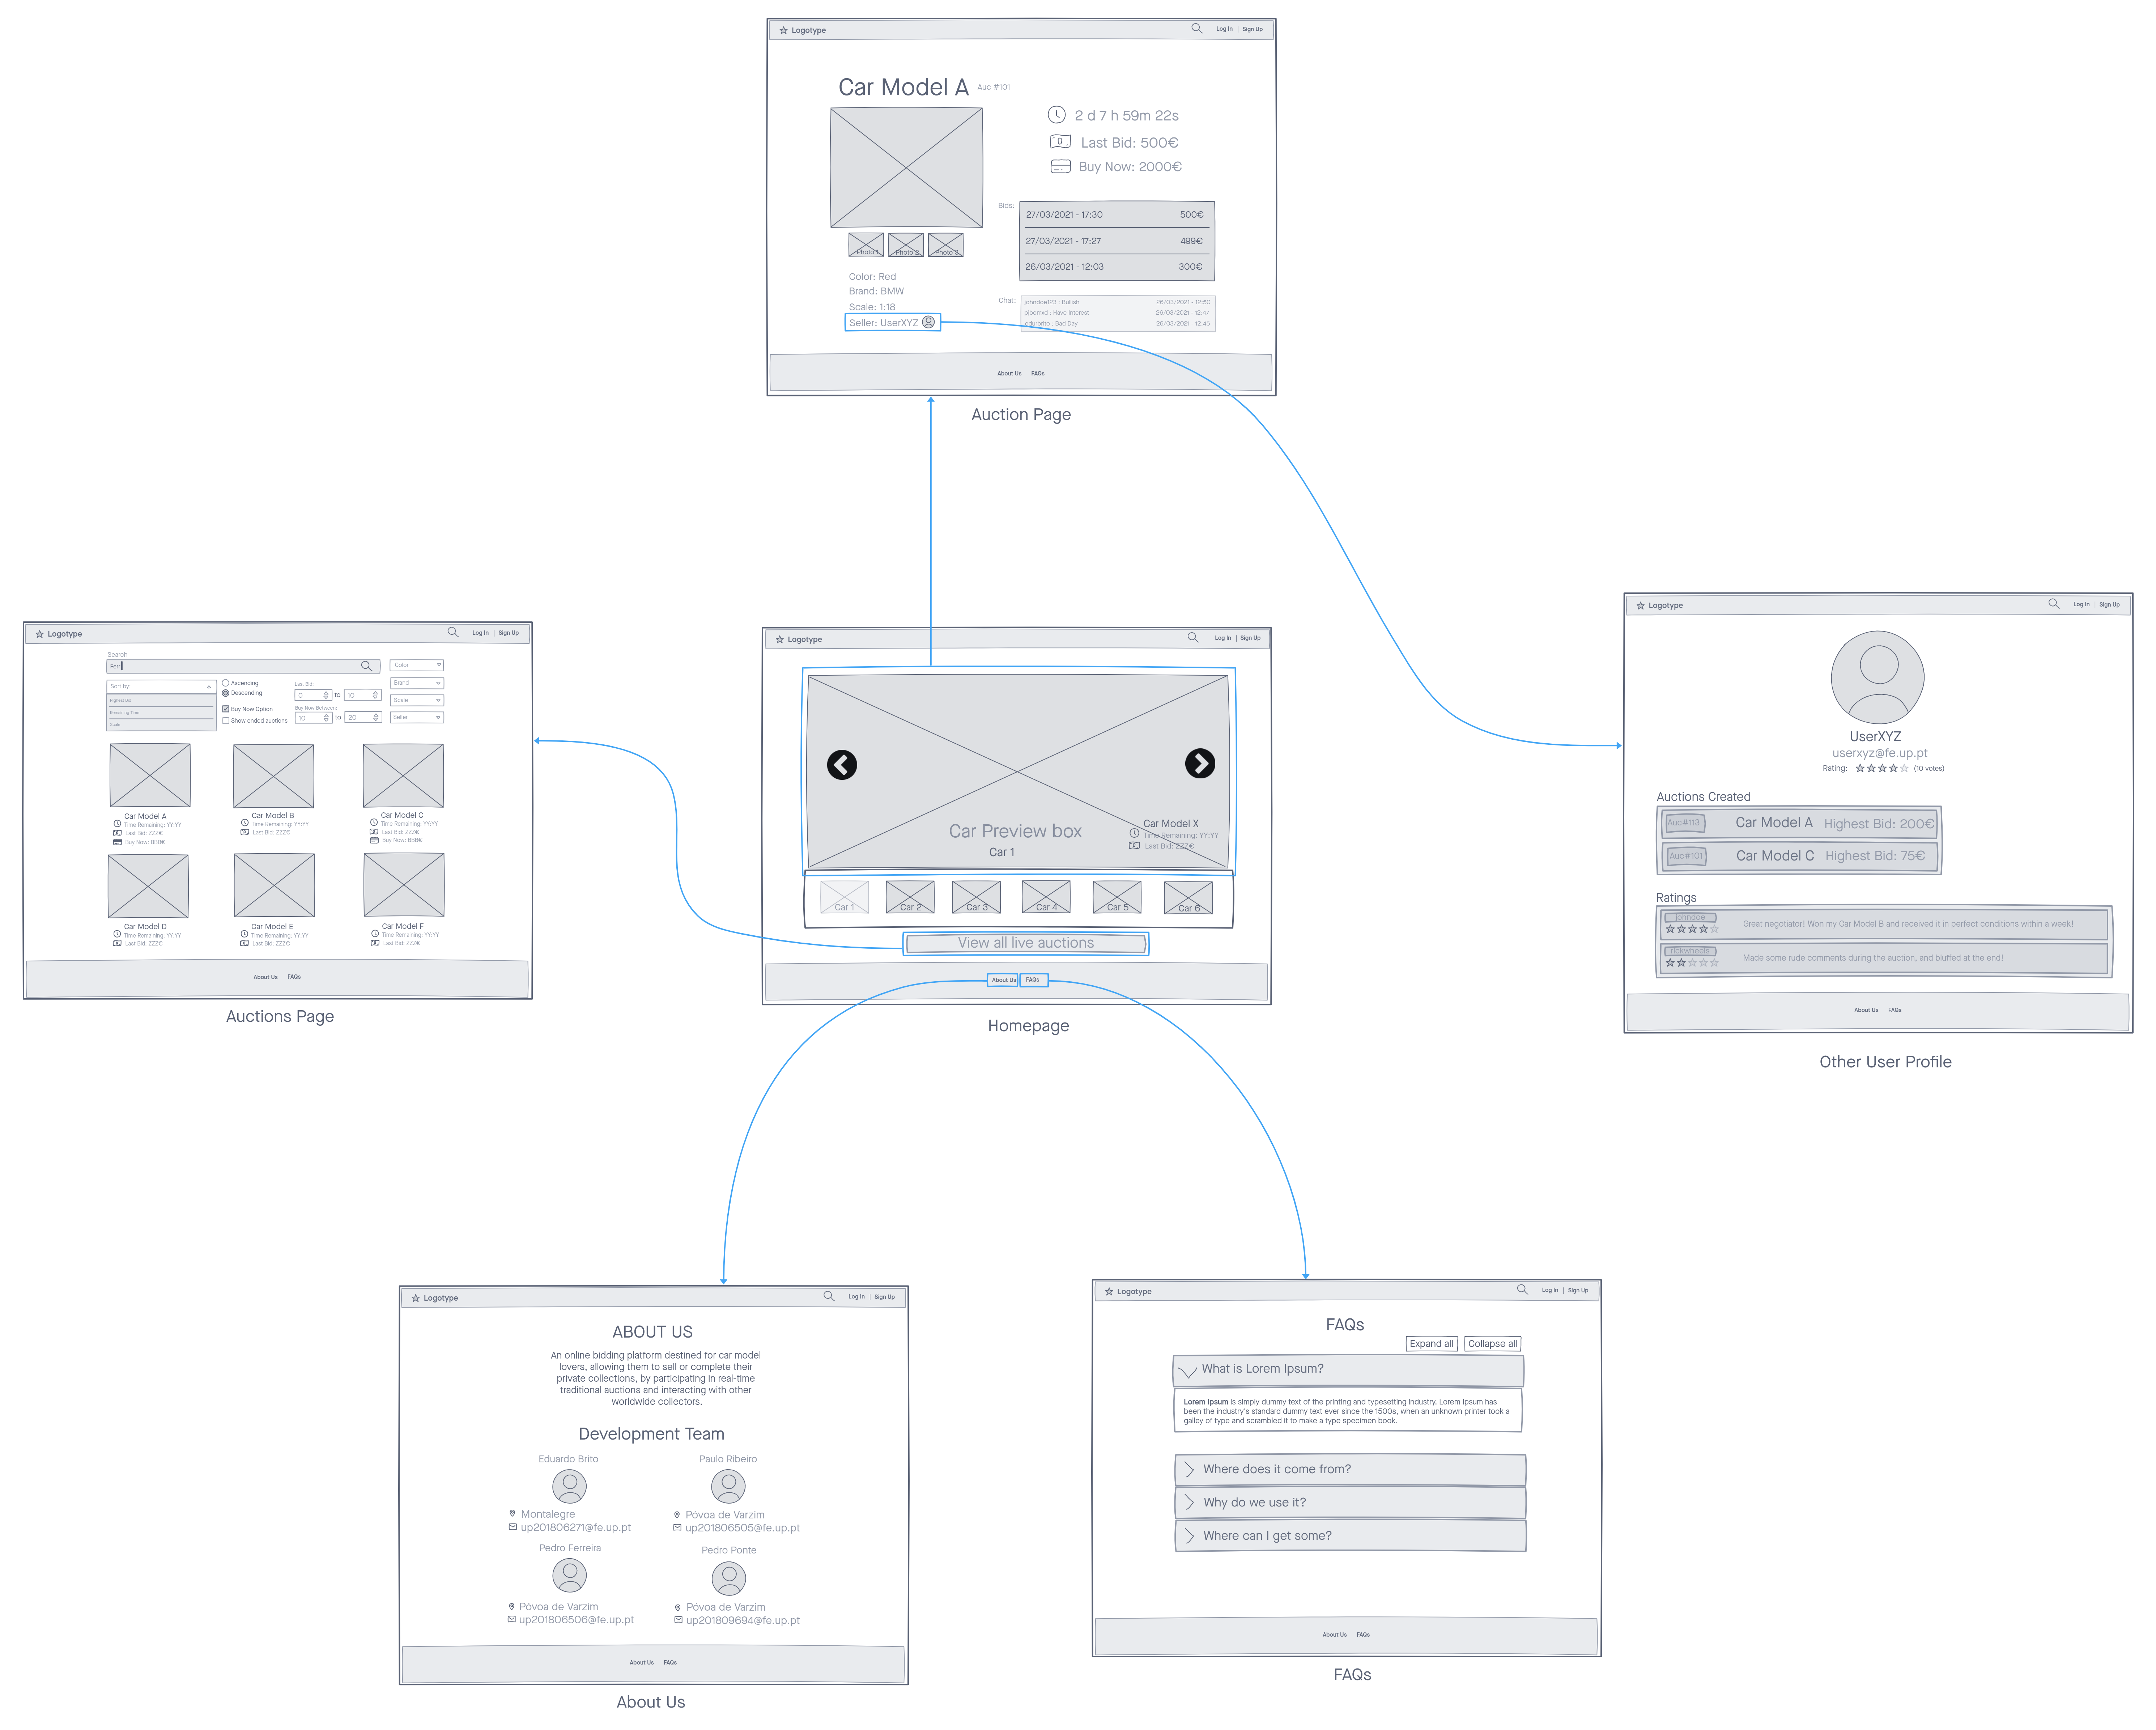 Logotype
Log In | Sign Up
Car Model A Auc #101
2 d 7 h 59m 22s
Last Bid: 500€
Buy Now: 2000€
Photo 1 Photo 2 Photo 3
Bids:
27/03/2021 - 17:30 500€
27/03/2021 - 17:27 499€
26/03/2021 - 12:03 300€
Color: Red
Brand: BMW
Scale: 1:18
Seller: UserXYZ
Chat:
johndoe123 : Bullish. 26/03/2021 - 12:50
pjbomed : Have Interest 26/03/2021 - 12:47
edurbrito : Bad Day 26/03/2021 - 12:45
About Us FAQs
Auction Page
Logotype
Log In | Sign Up
Search
Ferr
Sort by:
Highest Bid
Remaining Time
Scale
Ascending
Descending
Buy Now Option
Show ended auctions
Last Bid:
0 to 10
Buy Now Between:
10 to 20
Color
Brand
Scale
Seller
Car Model A
Time Remaining: YY:YY
Last Bid: ZZZ€
Buy Now: BBB€
Car Model B
Time Remaining: YY:YY
Last Bid: ZZZ€
Car Model C
Time Remaining: YY:YY
Last Bid: ZZZ€
Buy Now: BBB€
Car Model D
Time Remaining: YY:YY
Last Bid: ZZZ€
Car Model E
Time Remaining: YY:YY
Last Bid: ZZZ€
Car Model F
Time Remaining: YY:YY
Last Bid: ZZZ€
About Us FAQs
Auctions Page
Logotype
Log In | Sign Up
Car Preview box
Car 1
Car Model X
Time Remaining: YY:YY
Last Bid: ZZZ€
Car 1 Car 2 Car 3 Car 4 Car 5 Car 6
View all live auctions
About Us FAQs
Homepage
Logotype
Log In | Sign Up
UserXYZ
userxyz@fe.up.pt
Rating: (10 votes)
Auctions Created
Auc#113 Car Model A Highest Bid: 200€
Auc#101 Car Model C Highest Bid: 75€
Ratings
johndoe
Great negotiator! Won my Car Model B and received it in perfect conditions within a week!
rickwheels
Made some rude comments during the auction, and bluffed at the end!
About Us FAQs
Other User Profile
Logotype
Log In | Sign Up
ABOUT US
An online bidding platform destined for car model
lovers, allowing them to sell or complete their
private collections, by participating in real-time
traditional auctions and interacting with other
worldwide collectors.
Development Team
Eduardo Brito
Montalegre
up201806271@fe.up.pt
Paulo Ribeiro
Póvoa de Varzim
up201806505@fe.up.pt
Pedro Ferreira
Póvoa de Varzim
up201806506@fe.up.pt
Pedro Ponte
Póvoa de Varzim
up201809694@fe.up.pt
About Us FAQs
About Us
Logotype
Log In | Sign Up
FAQs
Expand all Collapse all
What is Lorem Ipsum?
Lorem Ipsum is simply dummy text of the printing and typesetting industry. Lorem Ipsum has
been the industry's standard dummy text ever since the 1500s, when an unknown printer took a
galley of type and scrambled it to make a type specimen book.
Where does it come from?
Why do we use it?
Where can I get some?
About Us FAQs
FAQs